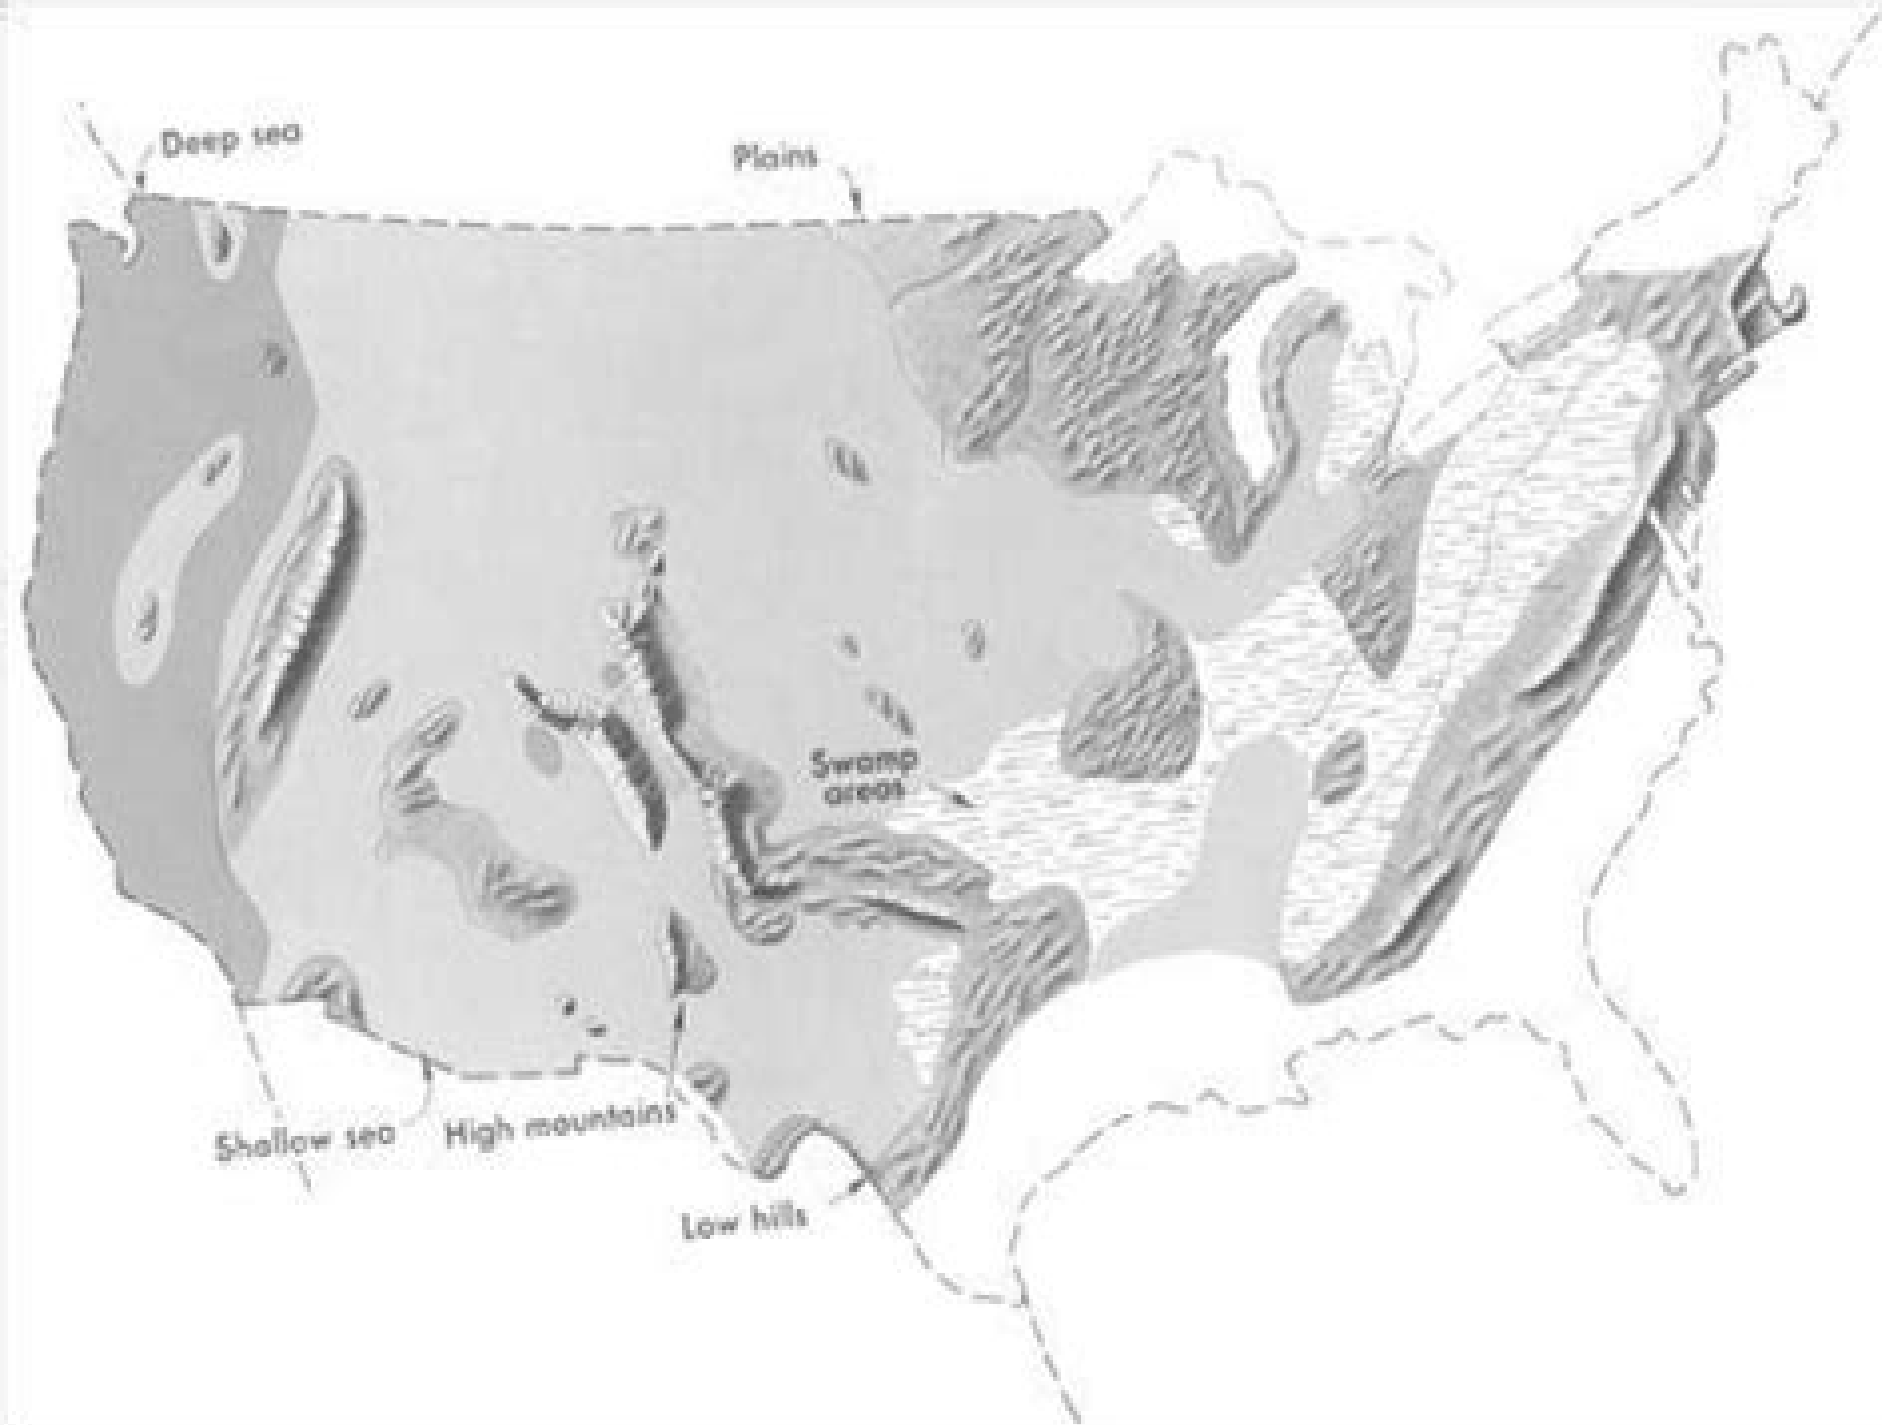 Deep sea
Plains
Swamp
areas
Shallow sea
High mountains
Low hills